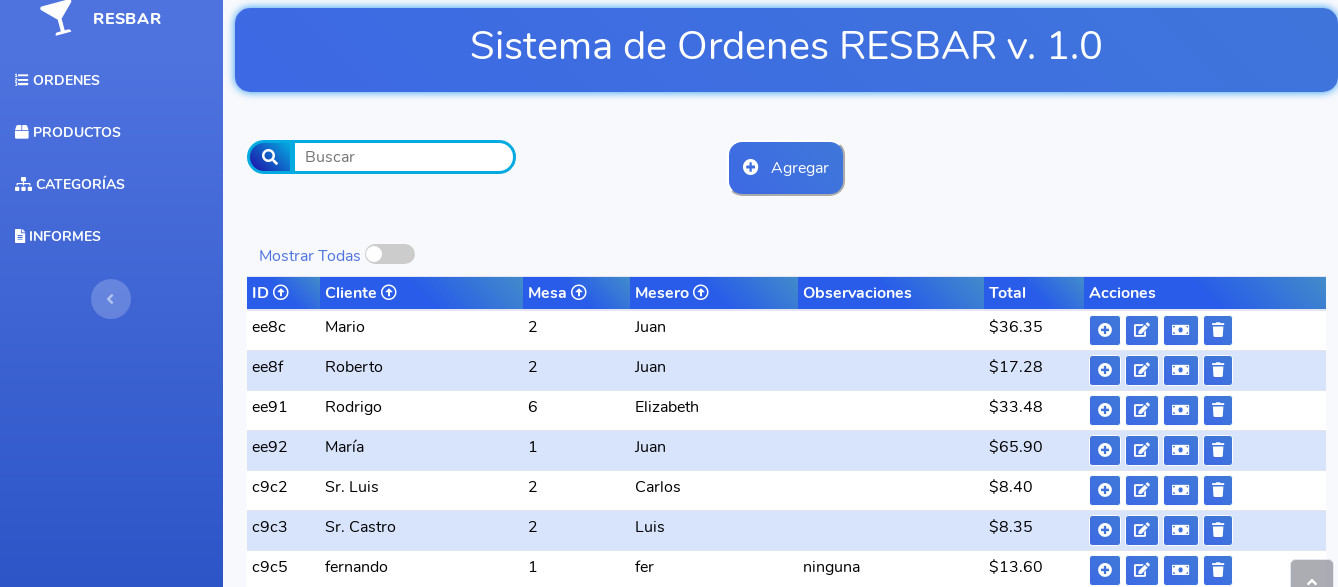 RESBAR
ORDENES
PRODUCTOS
CATEGORÍAS
INFORMES
Sistema de Ordenes RESBAR v. 1.0
Buscar
Agregar
Mostrar Todas
ID Cliente Mesa Mesero Observaciones Total Acciones
ee8c Mario 2 Juan $36.35
ee8f Roberto 2 Juan $17.28
ee91 Rodrigo 6 Elizabeth $33.48
ee92 María 1 Juan $65.90
c9c2 Sr. Luis 2 Carlos $8.40
c9c3 Sr. Castro 2 Luis $8.35
c9c5 fernando 1 fer ninguna $13.60